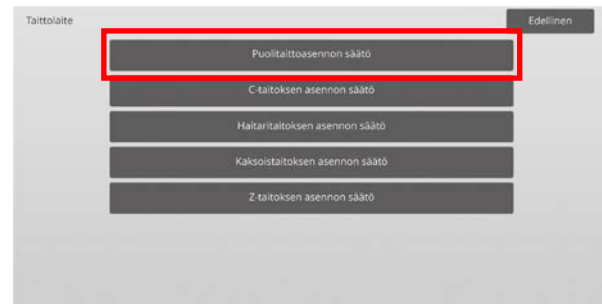 Taittolaite
Edellinen
Puolitaittoasennon säätö
C-taitoksen asennon säätö
Haitaritaitoksen asennon säätö
Kaksoistaitoksen asennon säätö
Z-taitoksen asennon säätö